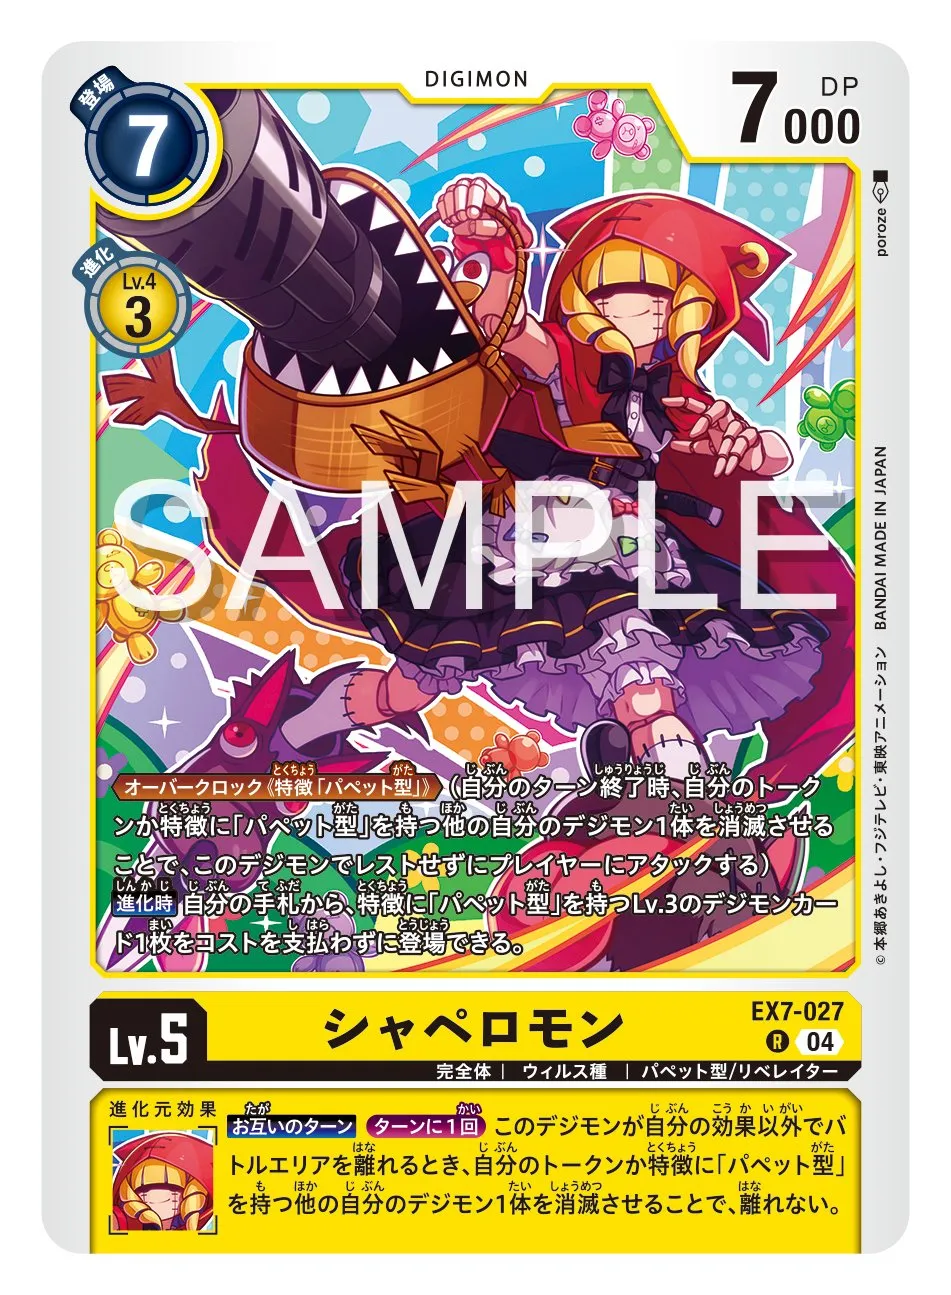 DIGIMON
登場
7
7000
DP
進化
Lv.4
3
poroze
SAMPLE
BANDAI MADE IN JAPAN
©本郷あきよし・フジテレビ・東映アニメーション
オーバークロック《特徴「パペット型」》(自分のターン終了時、自分のトーク
ンか特徴に「パペット型」を持つ他の自分のデジモン1体を消滅させる
ことで、このデジモンでレストせずにプレイヤーにアタックする)
進化時 自分の手札から、特徴に「パペット型」を持つLv.3のデジモンカー
ド1枚をコストを支払わずに登場できる。
Lv.5
シャペロモン
EX7-027
R 04
完全体 | ウィルス種 | パペット型/リベレイター
進化元効果
お互いのターン ターンに1回 このデジモンが自分の効果以外でバ
トルエリアを離れるとき、自分のトークンか特徴に「パペット型」
を持つ他の自分のデジモン1体を消滅させることで、離れない。